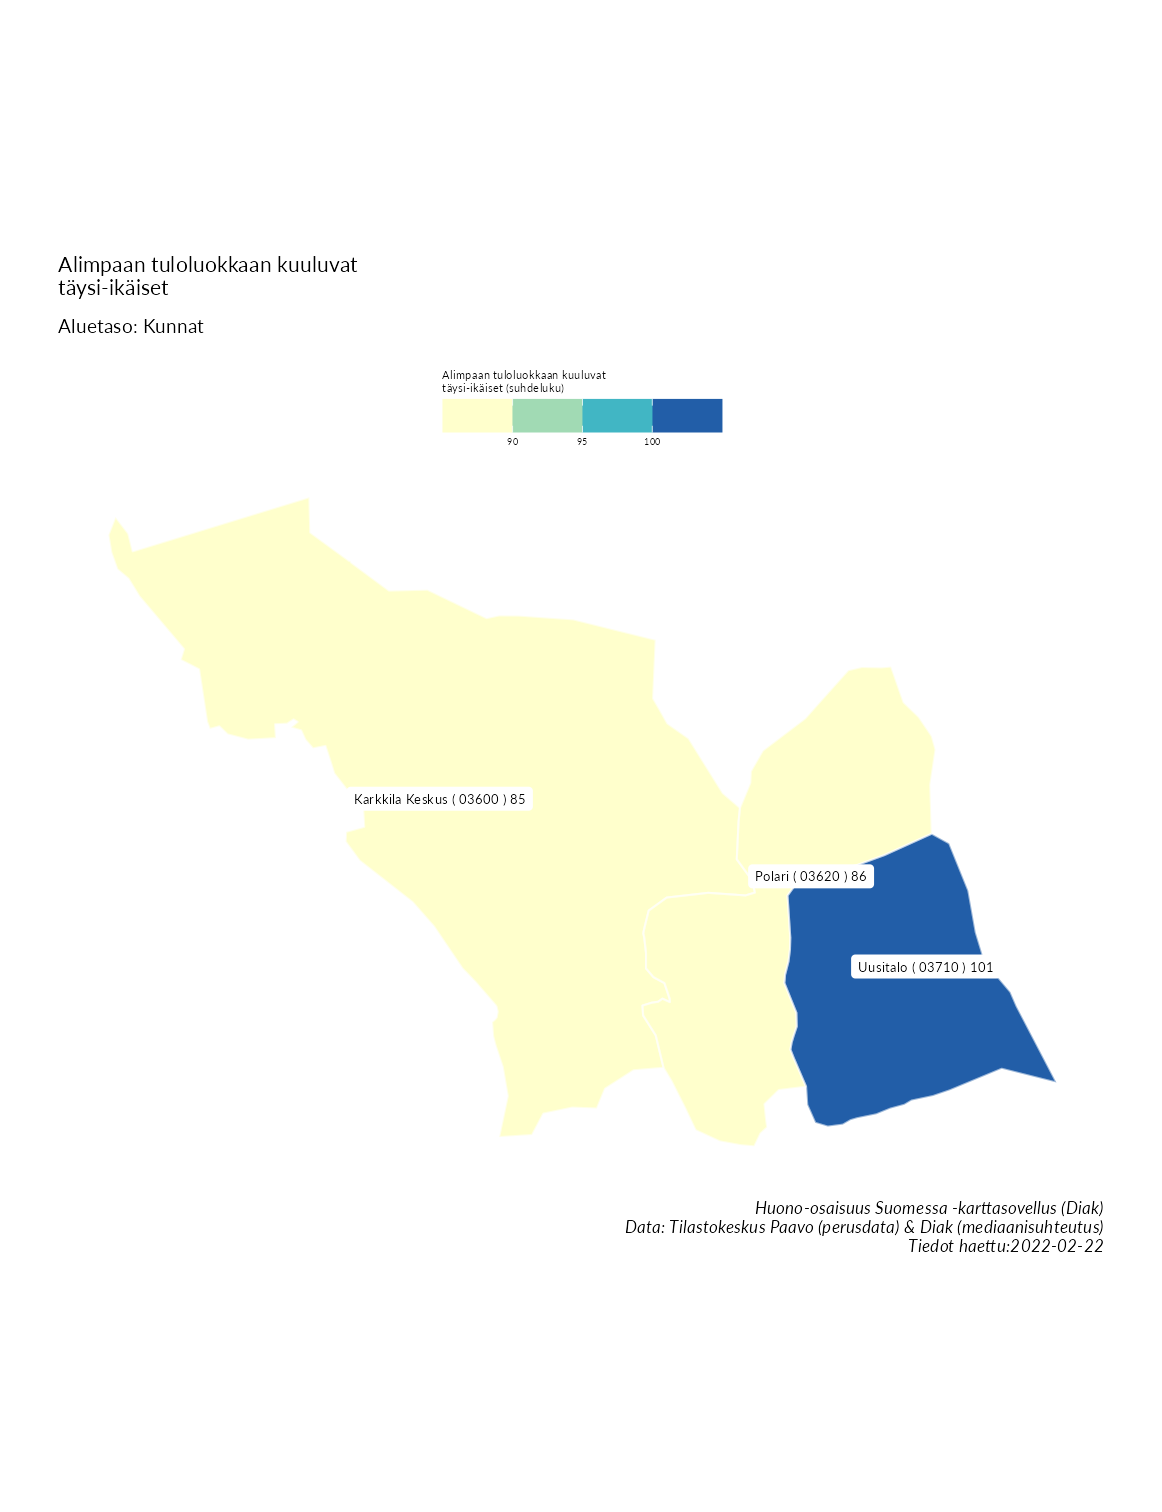 Alimpaan tuloluokkaan kuuluvat
täysi-ikäiset
Aluetaso: Kunnat
Alimpaan tuloluokkaan kuuluvat
täysi-ikäiset (suhdeluku)
90 95 100
Karkkila Keskus ( 03600 ) 85
Polari ( 03620 ) 86
Uusitalo ( 03710 ) 101
Huono-osaisuus Suomessa -karttasovellus (Diak)
Data: Tilastokeskus Paavo (perusdata) & Diak (mediaanisuhteutus)
Tiedot haettu:2022-02-22